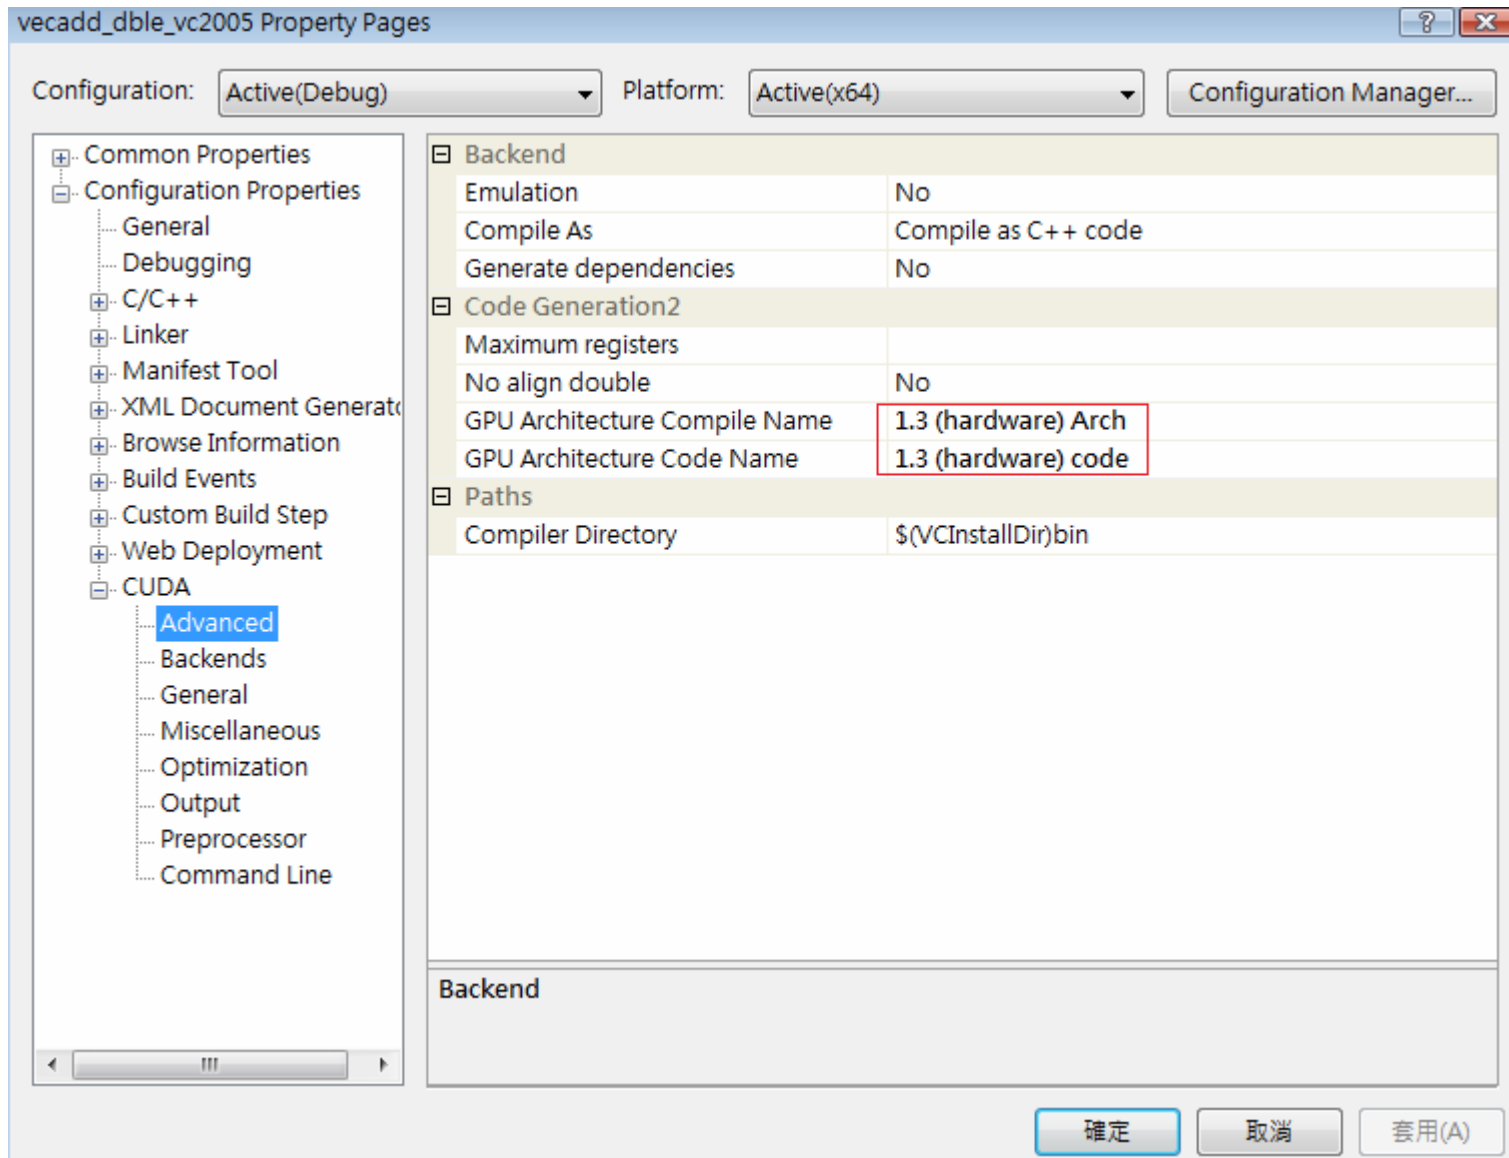 vecadd_dble_vc2005 Property Pages
Configuration: Active(Debug) Platform: Active(x64) Configuration Manager...
Common Properties
Configuration Properties
General
Debugging
C/C++
Linker
Manifest Tool
XML Document Generato
Browse Information
Build Events
Custom Build Step
Web Deployment
CUDA
Advanced
Backends
General
Miscellaneous
Optimization
Output
Preprocessor
Command Line
Backend
Emulation No
Compile As Compile as C++ code
Generate dependencies No
Code Generation2
Maximum registers
No align double No
GPU Architecture Compile Name 1.3 (hardware) Arch
GPU Architecture Code Name 1.3 (hardware) code
Paths
Compiler Directory $(VCInstallDir)bin
Backend
確定 取消 套用(A)